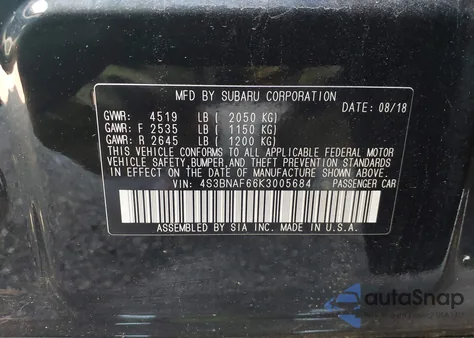 MFD BY SUBARU CORPORATION
DATE: 08/18
GVWR: 4519 LB ( 2050 KG)
GAWR: F 2535 LB ( 1150 KG)
GAWR: R 2645 LB ( 1200 KG)
THIS VEHICLE CONFORMS TO ALL APPLICABLE FEDERAL MOTOR
VEHICLE SAFETY, BUMPER, AND THEFT PREVENTION STANDARDS
IN EFFECT ON THE DATE OF MANUFACTURE SHOWN ABOVE.
VIN: 4S3BNAF66K3005684 PASSENGER CAR
ASSEMBLED BY SIA INC. MADE IN U.S.A.
autoSnap